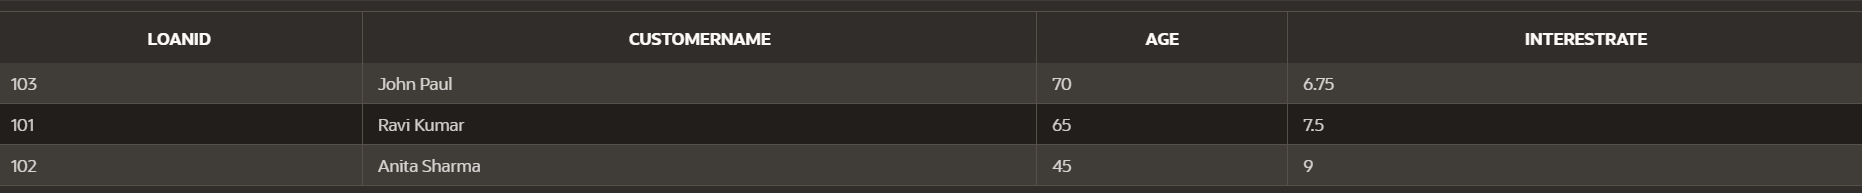 LOANID CUSTOMERNAME AGE INTERESTRATE
103 John Paul 70 6.75
101 Ravi Kumar 65 7.5
102 Anita Sharma 45 9